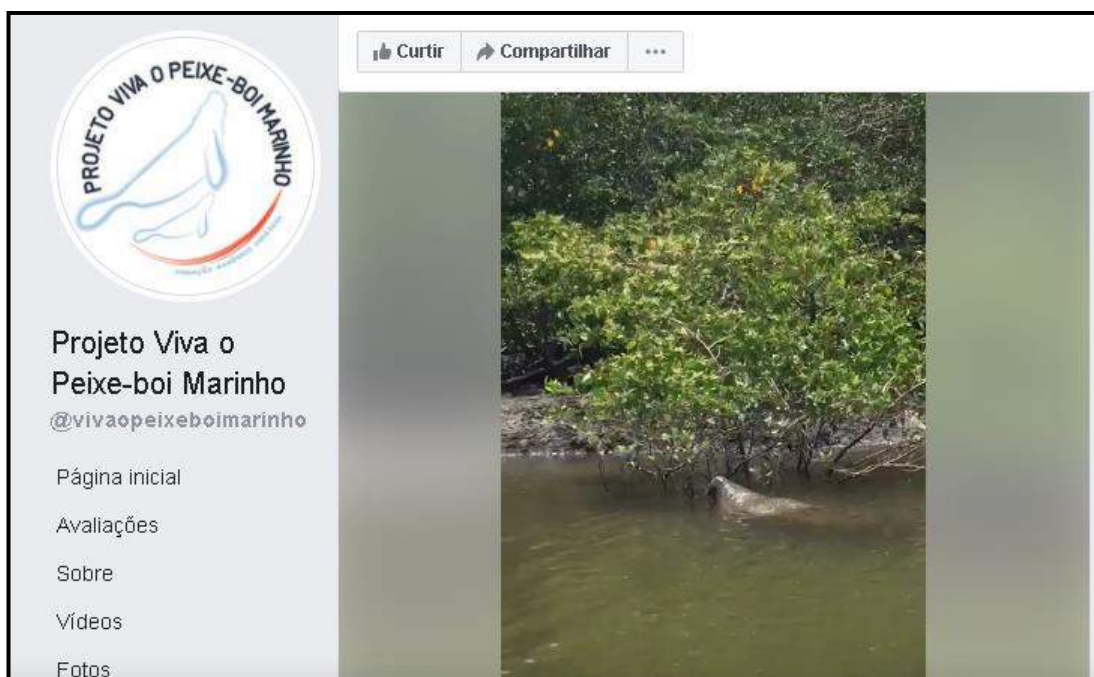 PROJETO VIVA O PEIXE-BOI MARINHO
Curtir
Compartilhar
Projeto Viva o
Peixe-boi Marinho
@vivaopeixeboimarinho
Página inicial
Avaliações
Sobre
Vídeos
Fotos